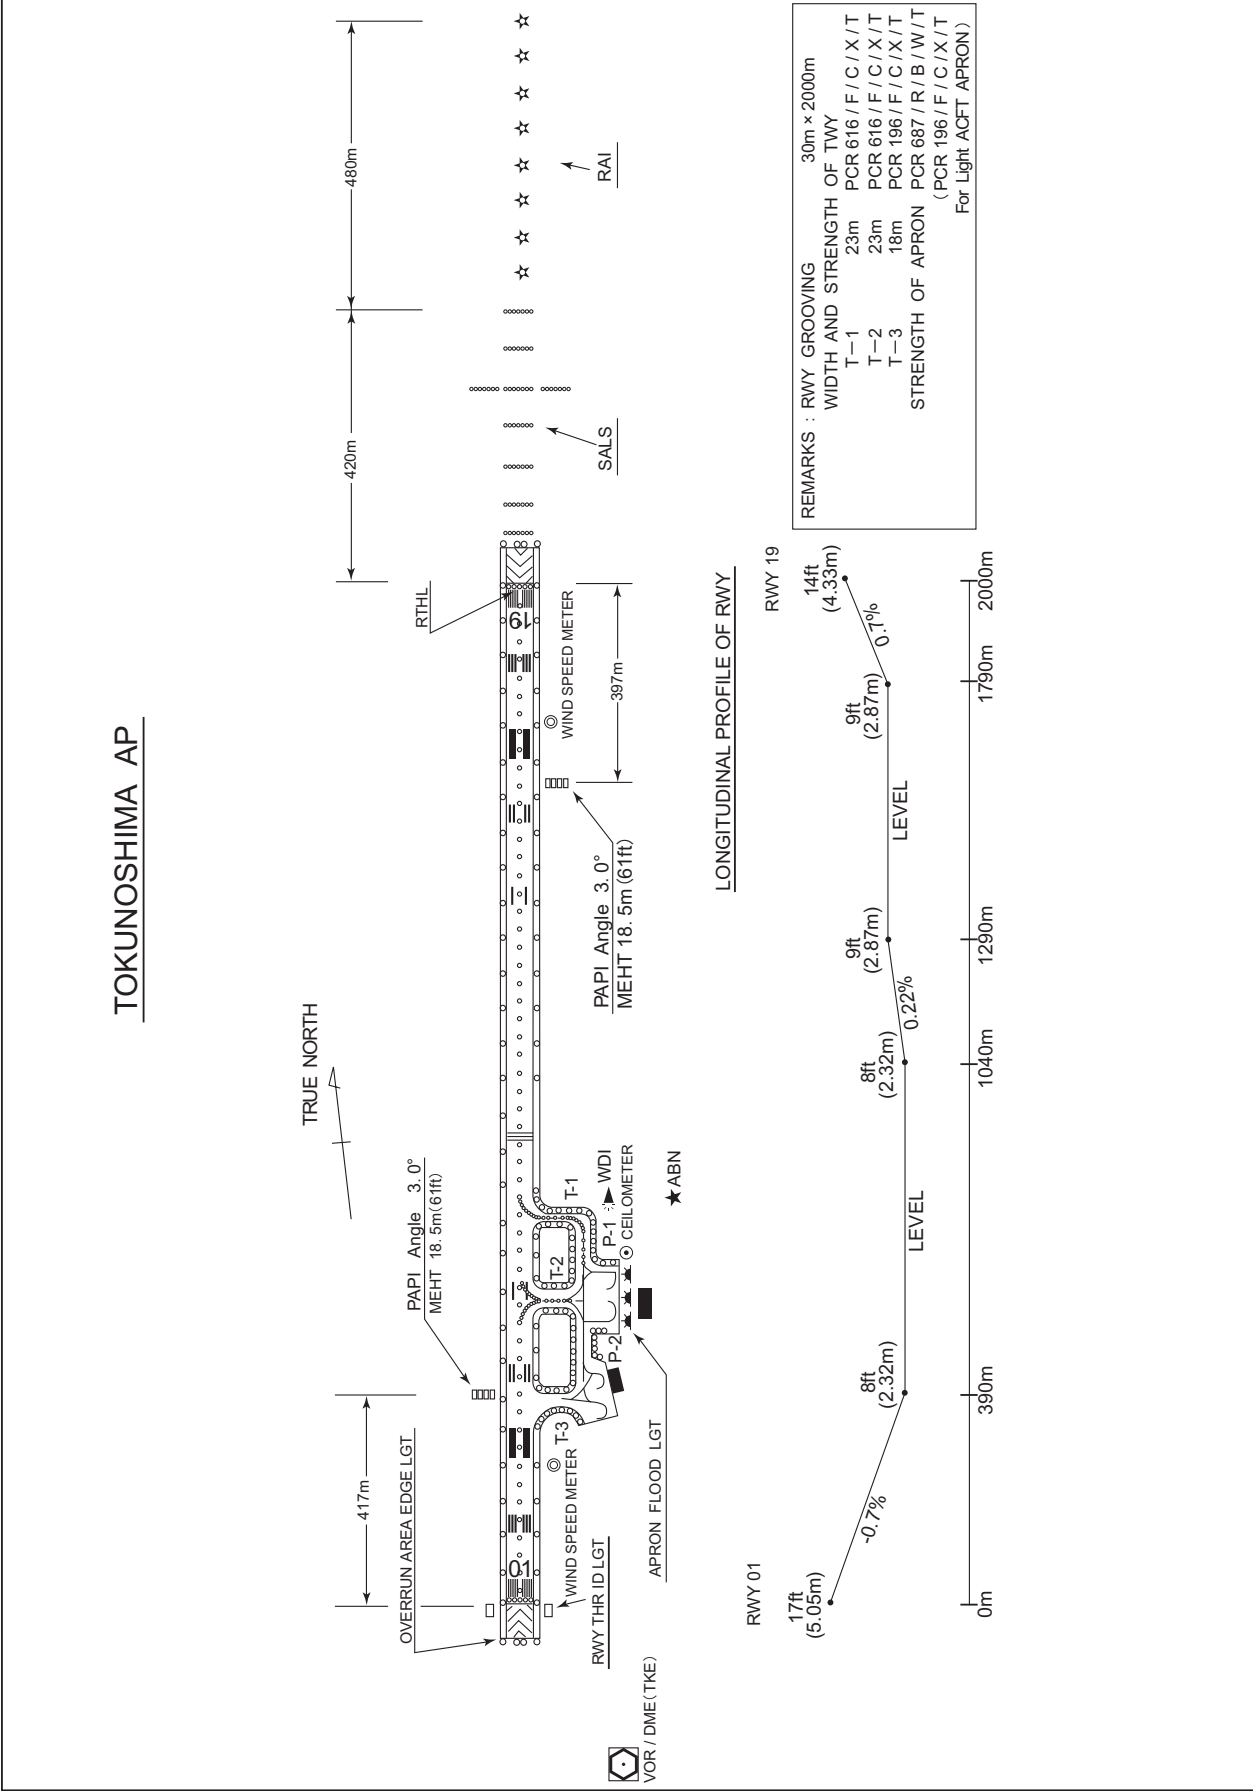 TOKUNOSHIMA AP
TRUE NORTH
480m
420m
RAI
SALS
RTHL
19
WIND SPEED METER
397m
PAPI Angle 3.0°
MEHT 18.5m(61ft)
PAPI Angle 3.0°
MEHT 18.5m(61ft)
417m
OVERRUN AREA EDGE LGT
01
T-1
T-2
T-3
P-1
P-2
WDI
CEILOMETER
ABN
WIND SPEED METER
RWY THR ID LGT
APRON FLOOD LGT
VOR / DME(TKE)
LONGITUDINAL PROFILE OF RWY
RWY 01
17ft
(5.05m)
-0.7%
8ft
(2.32m)
LEVEL
8ft
(2.32m)
0.22%
9ft
(2.87m)
LEVEL
9ft
(2.87m)
0.7%
14ft
(4.33m)
RWY 19
0m
390m
1040m
1290m
1790m
2000m
REMARKS : RWY GROOVING 30m × 2000m
WIDTH AND STRENGTH OF TWY
T—1 23m PCR 616 / F / C / X / T
T—2 23m PCR 616 / F / C / X / T
T—3 18m PCR 196 / F / C / X / T
STRENGTH OF APRON PCR 687 / R / B / W / T
(PCR 196 / F / C / X / T
For Light ACFT APRON)